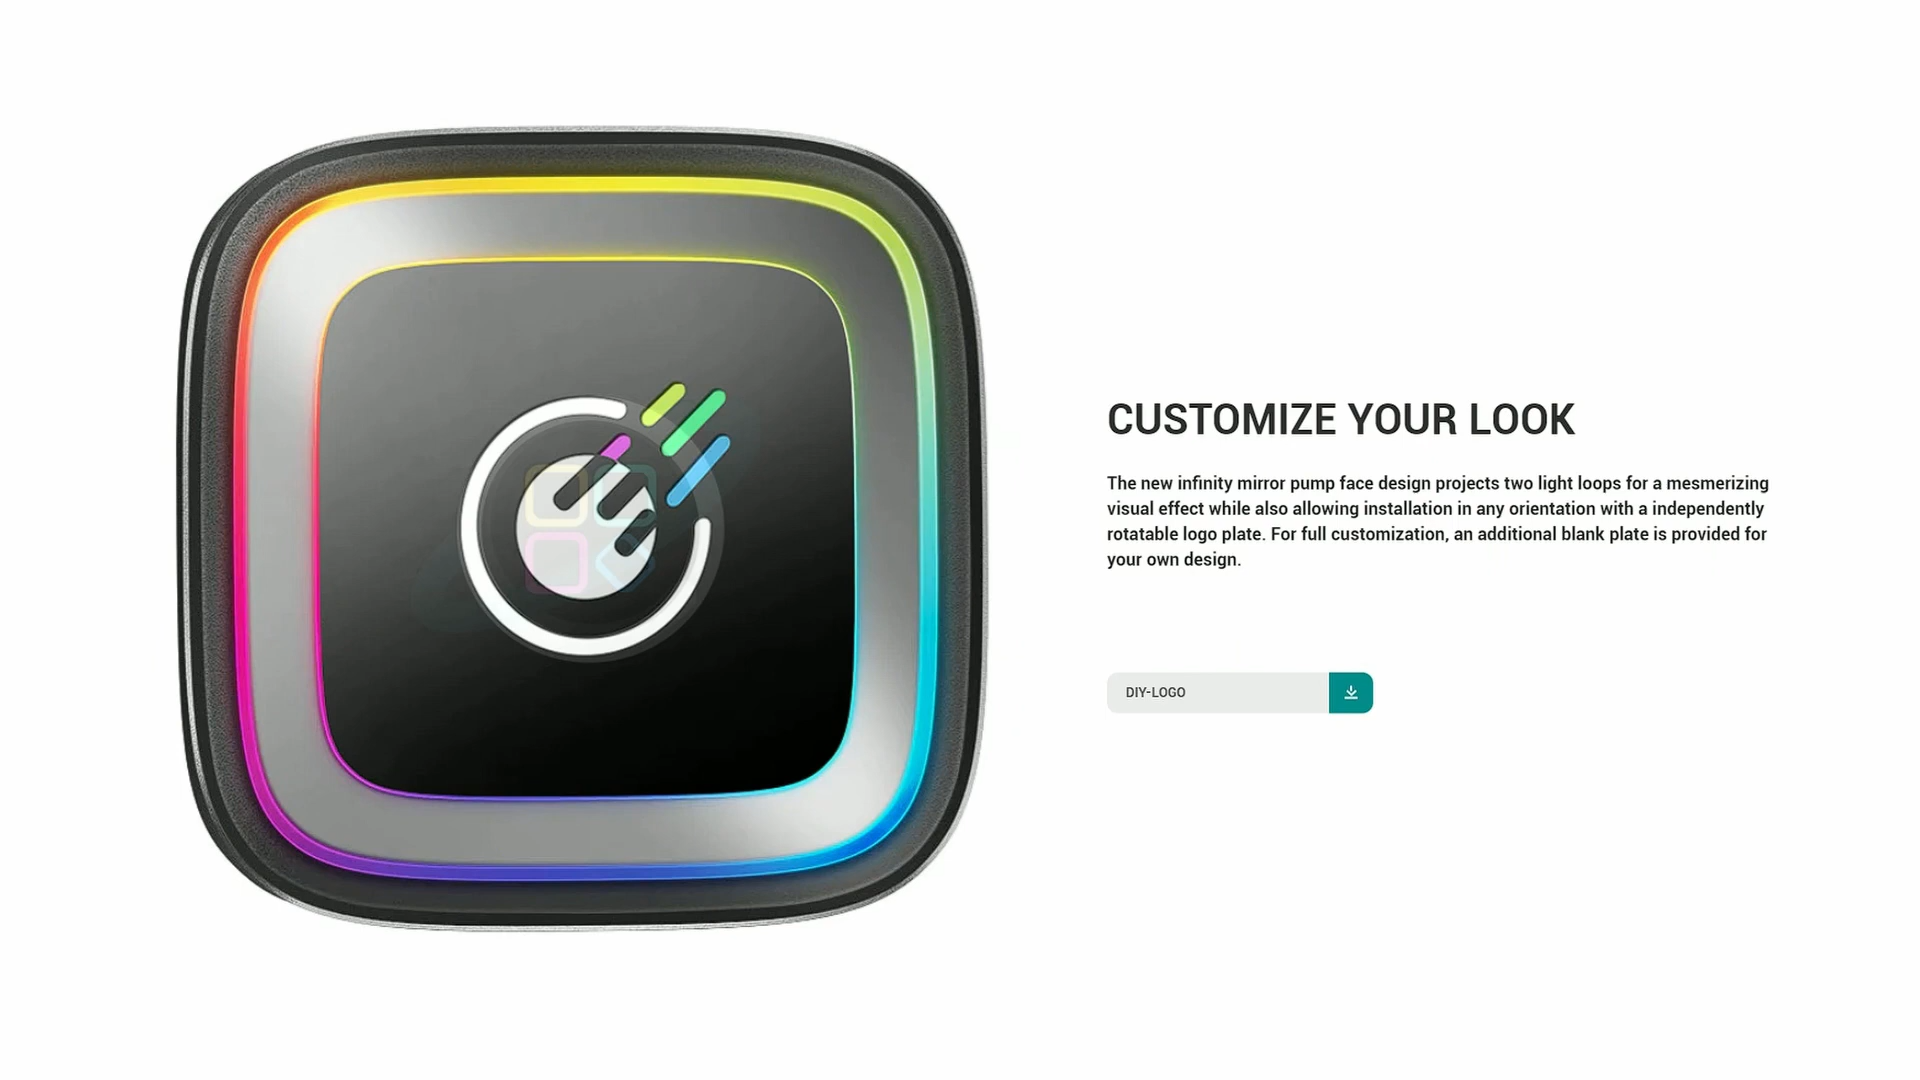 CUSTOMIZE YOUR LOOK
The new infinity mirror pump face design projects two light loops for a mesmerizing
visual effect while also allowing installation in any orientation with a independently
rotatable logo plate. For full customization, an additional blank plate is provided for
your own design.
DIY-LOGO